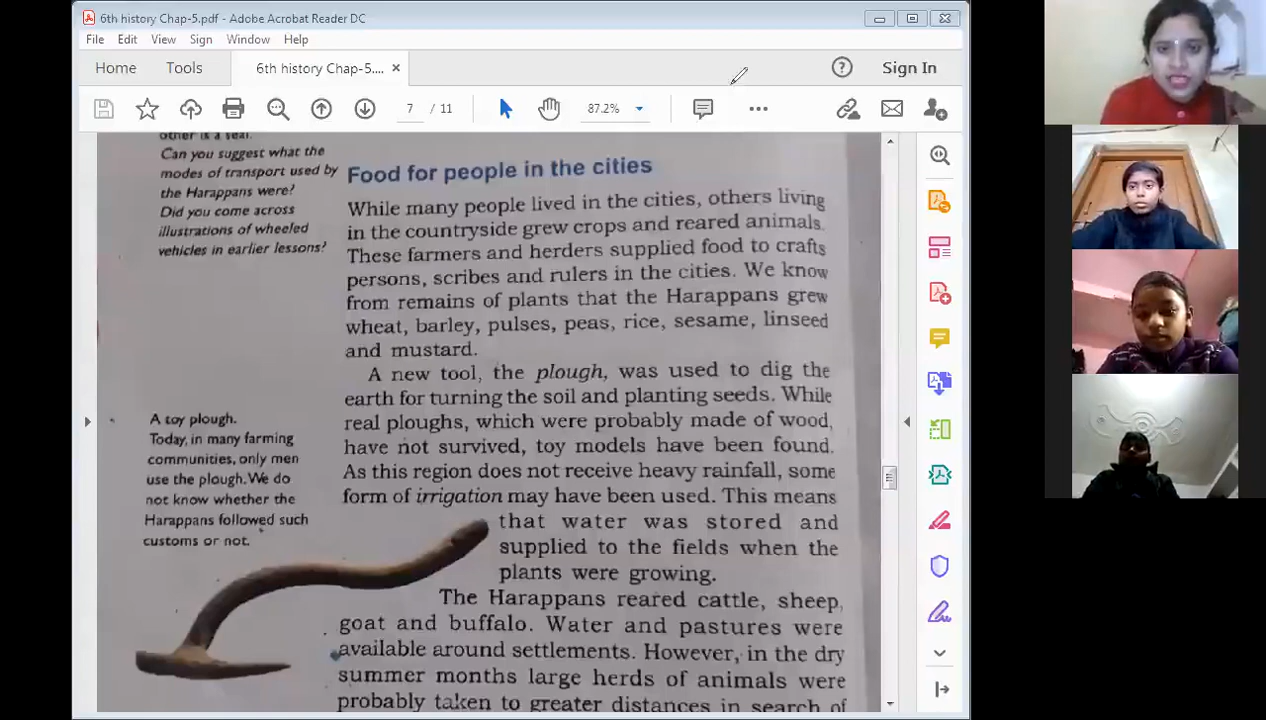 6th history Chap-5.pdf - Adobe Acrobat Reader DC
File Edit View Sign Window Help
Home Tools 6th history Chap-5.... × Sign In
7 / 11 87.2%
other is a seal.
Can you suggest what the
modes of transport used by
the Harappans were?
Did you come across
illustrations of wheeled
vehicles in earlier lessons?
Food for people in the cities
While many people lived in the cities, others living
in the countryside grew crops and reared animals.
These farmers and herders supplied food to crafts
persons, scribes and rulers in the cities. We know
from remains of plants that the Harappans grew
wheat, barley, pulses, peas, rice, sesame, linseed
and mustard.
A new tool, the plough, was used to dig the
earth for turning the soil and planting seeds. While
real ploughs, which were probably made of wood,
have not survived, toy models have been found.
As this region does not receive heavy rainfall, some
form of irrigation may have been used. This means
that water was stored and
supplied to the fields when the
plants were growing.
The Harappans reared cattle, sheep,
goat and buffalo. Water and pastures were
available around settlements. However, in the dry
summer months large herds of animals were
probably taken to greater distances in search of
A toy plough.
Today, in many farming
communities, only men
use the plough. We do
not know whether the
Harappans followed such
customs or not.